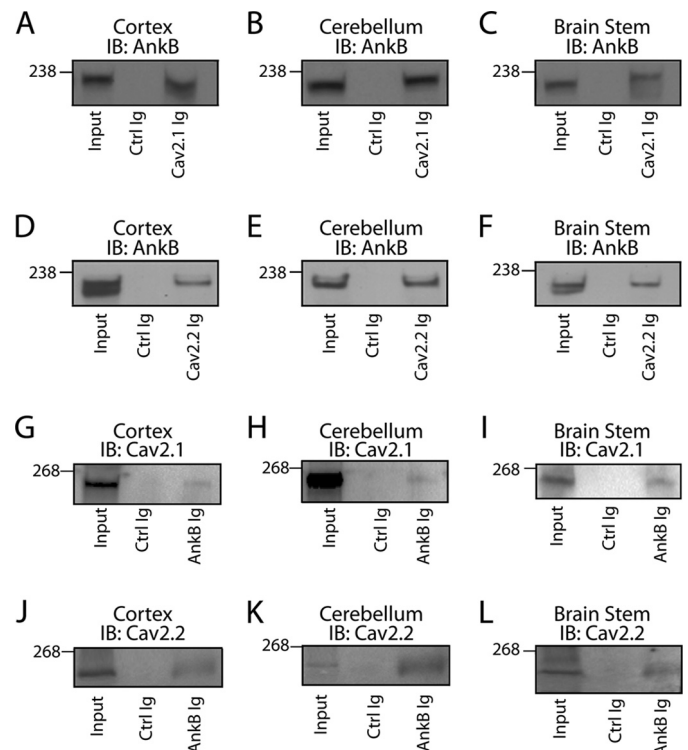 A
Cortex
IB: AnkB
238
Input
Ctrl Ig
Cav2.1 Ig
B
Cerebellum
IB: AnkB
238
Input
Ctrl Ig
Cav2.1 Ig
C
Brain Stem
IB: AnkB
238
Input
Ctrl Ig
Cav2.1 Ig
D
Cortex
IB: AnkB
238
Input
Ctrl Ig
Cav2.2 Ig
E
Cerebellum
IB: AnkB
238
Input
Ctrl Ig
Cav2.2 Ig
F
Brain Stem
IB: AnkB
238
Input
Ctrl Ig
Cav2.2 Ig
G
Cortex
IB: Cav2.1
268
Input
Ctrl Ig
AnkB Ig
H
Cerebellum
IB: Cav2.1
268
Input
Ctrl Ig
AnkB Ig
I
Brain Stem
IB: Cav2.1
268
Input
Ctrl Ig
AnkB Ig
J
Cortex
IB: Cav2.2
268
Input
Ctrl Ig
AnkB Ig
K
Cerebellum
IB: Cav2.2
268
Input
Ctrl Ig
AnkB Ig
L
Brain Stem
IB: Cav2.2
268
Input
Ctrl Ig
AnkB Ig